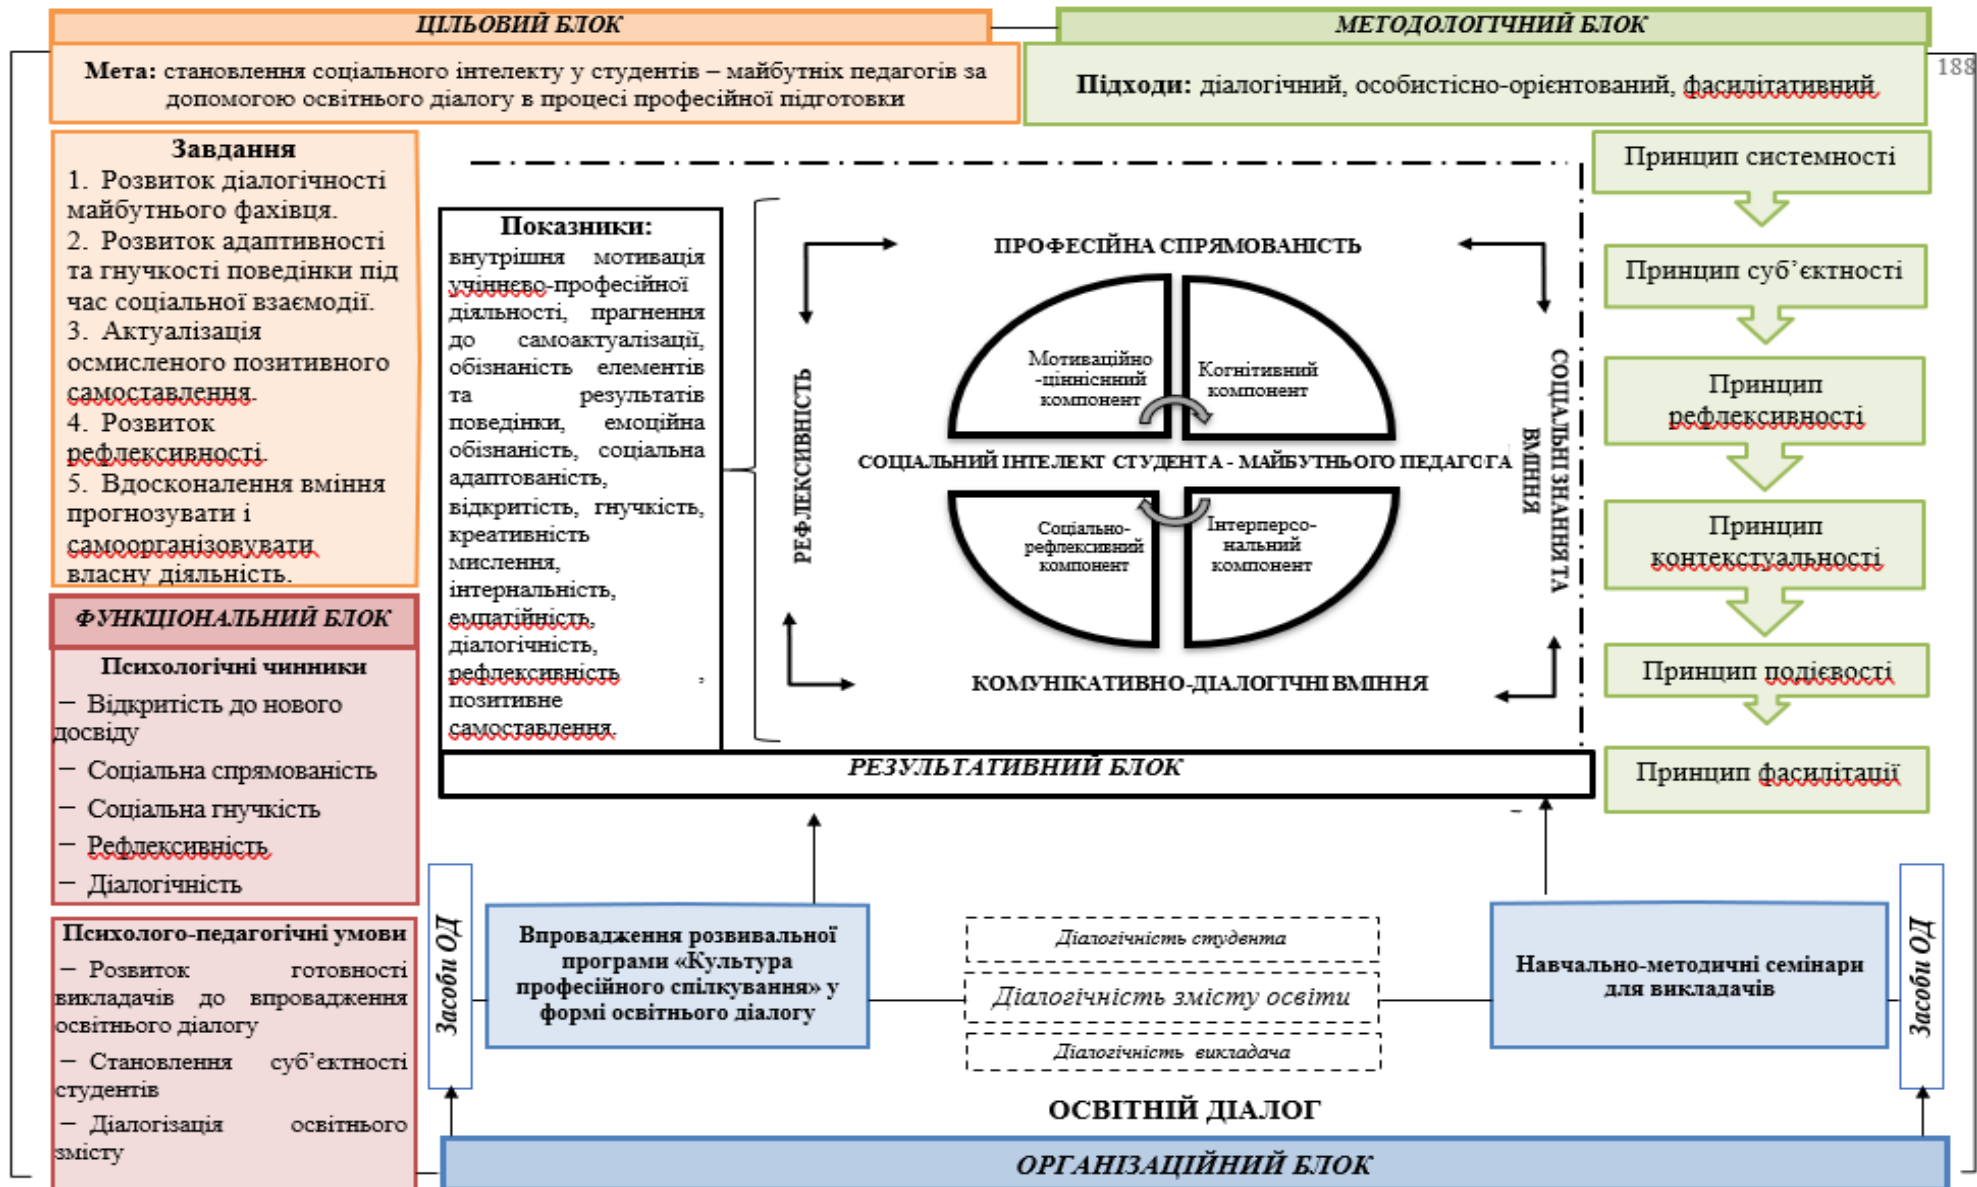 ЦІЛЬОВИЙ БЛОК
МЕТОДОЛОГІЧНИЙ БЛОК
188
Мета: становлення соціального інтелекту у студентів – майбутніх педагогів за
допомогою освітнього діалогу в процесі професійної підготовки
Підходи: діалогічний, особистісно-орієнтований, фасилітативний
Завдання
1. Розвиток діалогічності
майбутнього фахівця.
2. Розвиток адаптивності
та гнучкості поведінки під
час соціальної взаємодії.
3. Актуалізація
осмисленого позитивного
самоставлення.
4. Розвиток
рефлексивності.
5. Вдосконалення вміння
прогнозувати і
самоорганізовувати
власну діяльність.
ФУНКЦІОНАЛЬНИЙ БЛОК
Психологічні чинники
– Відкритість до нового
досвіду
– Соціальна спрямованість
– Соціальна гнучкість
– Рефлексивність
– Діалогічність
Психолого-педагогічні умови
– Розвиток готовності
викладачів до впровадження
освітнього діалогу
– Становлення суб’єктності
студентів
– Діалогізація освітнього
змісту
Показники:
внутрішня мотивація
учіннєво-професійної
діяльності, прагнення
до самоактуалізації,
обізнаність елементів
та результатів
поведінки, емоційна
обізнаність, соціальна
адаптованість,
відкритість, гнучкість,
креативність
мислення,
інтернальність,
емпатійність,
діалогічність,
рефлексивність ,
позитивне
самоставлення.
ПРОФЕСІЙНА СПРЯМОВАНІСТЬ
РЕФЛЕКСИВНІСТЬ
Мотиваційно
-ціннісний
компонент
Когнітивний
компонент
СОЦІАЛЬНИЙ ІНТЕЛЕКТ СТУДЕНТА - МАЙБУТНЬОГО ПЕДАГОГА
Соціально-
рефлексивний
компонент
Інтерперсо-
нальний
компонент
СОЦІАЛЬНІ ЗНАННЯ ТА
ВМІННЯ
КОМУНІКАТИВНО-ДІАЛОГІЧНІ ВМІННЯ
РЕЗУЛЬТАТИВНИЙ БЛОК
Принцип системності
Принцип суб’єктності
Принцип
рефлексивності
Принцип
контекстуальності
Принцип подієвості
Принцип фасилітації
Засоби ОД
Впровадження розвивальної
програми «Культура
професійного спілкування» у
формі освітнього діалогу
Діалогічність студента
Діалогічність змісту освіти
Діалогічність викладача
Навчально-методичні семінари
для викладачів
Засоби ОД
ОСВІТНІЙ ДІАЛОГ
ОРГАНІЗАЦІЙНИЙ БЛОК